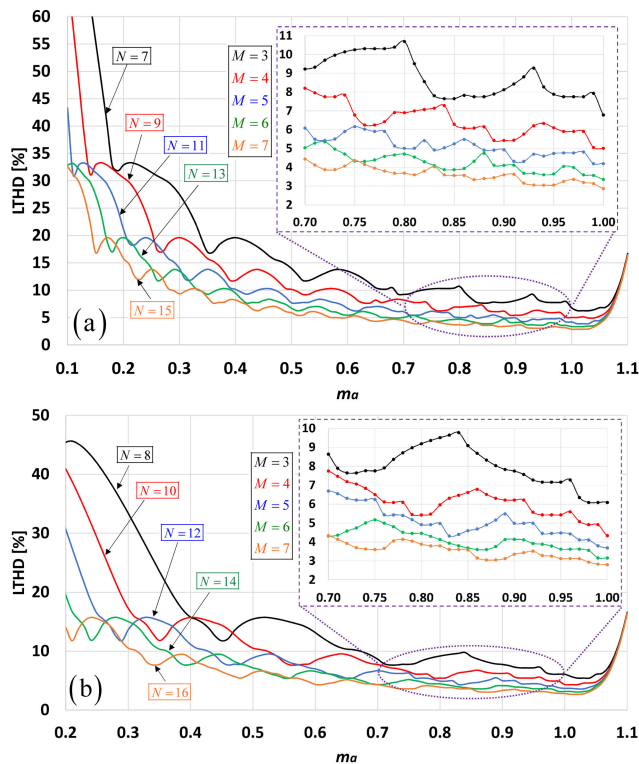 60
55
50
45
40
35
30
25
20
15
10
5
0
LTHD [%]
N = 7
N = 9
N = 11
N = 13
N = 15
(a)
M = 3
M = 4
M = 5
M = 6
M = 7
11
10
9
8
7
6
5
4
3
2
0.70 0.75 0.80 0.85 0.90 0.95 1.00
0.1 0.2 0.3 0.4 0.5 0.6 0.7 0.8 0.9 1.0 1.1
ma
50
40
30
20
10
0
LTHD [%]
N = 8
N = 10
N = 12
N = 14
N = 16
(b)
M = 3
M = 4
M = 5
M = 6
M = 7
10
9
8
7
6
5
4
3
2
0.70 0.75 0.80 0.85 0.90 0.95 1.00
0.2 0.3 0.4 0.5 0.6 0.7 0.8 0.9 1.0 1.1
ma